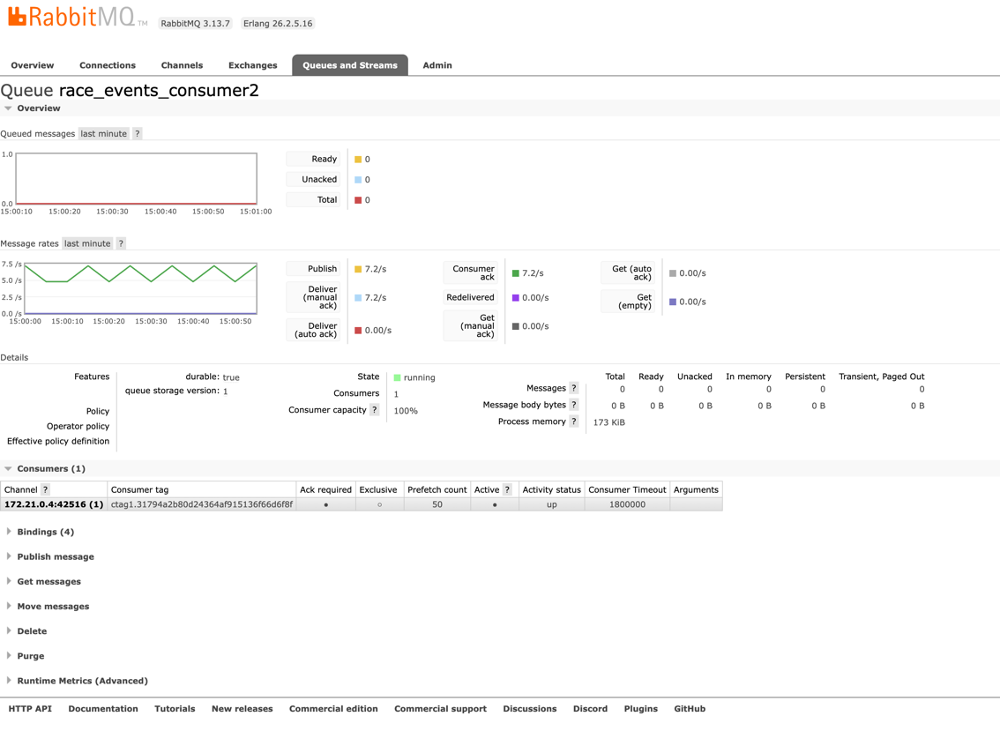 RabbitMQ TM RabbitMQ 3.13.7 Erlang 26.2.5.16
Overview Connections Channels Exchanges Queues and Streams Admin
Queue race_events_consumer2
Overview
Queued messages last minute ?
1.0
0.0
15:00:10 15:00:20 15:00:30 15:00:40 15:00:50 15:01:00
Ready 0
Unacked 0
Total 0
Message rates last minute ?
7.5 /s
5.0 /s
2.5 /s
0.0 /s
15:00:00 15:00:10 15:00:20 15:00:30 15:00:40 15:00:50
Publish 7.2/s
Deliver
(manual 7.2/s
ack)
Deliver
(auto ack) 0.00/s
Consumer
ack 7.2/s
Redelivered 0.00/s
Get
(manual 0.00/s
ack)
Get (auto
ack) 0.00/s
Get
(empty) 0.00/s
Details
Features durable: true
queue storage version: 1
Policy
Operator policy
Effective policy definition
State running
Consumers 1
Consumer capacity ? 100%
Total Ready Unacked In memory Persistent Transient, Paged Out
Messages ? 0 0 0 0 0 0
Message body bytes ? 0 B 0 B 0 B 0 B 0 B 0 B
Process memory ? 173 KiB
Consumers (1)
Channel ? Consumer tag Ack required Exclusive Prefetch count Active ? Activity status Consumer Timeout Arguments
172.21.0.4:42516 (1) ctag1.31794a2b80d24364af915136f66d6f8f ● ○ 50 ● up 1800000
Bindings (4)
Publish message
Get messages
Move messages
Delete
Purge
Runtime Metrics (Advanced)
HTTP API Documentation Tutorials New releases Commercial edition Commercial support Discussions Discord Plugins GitHub